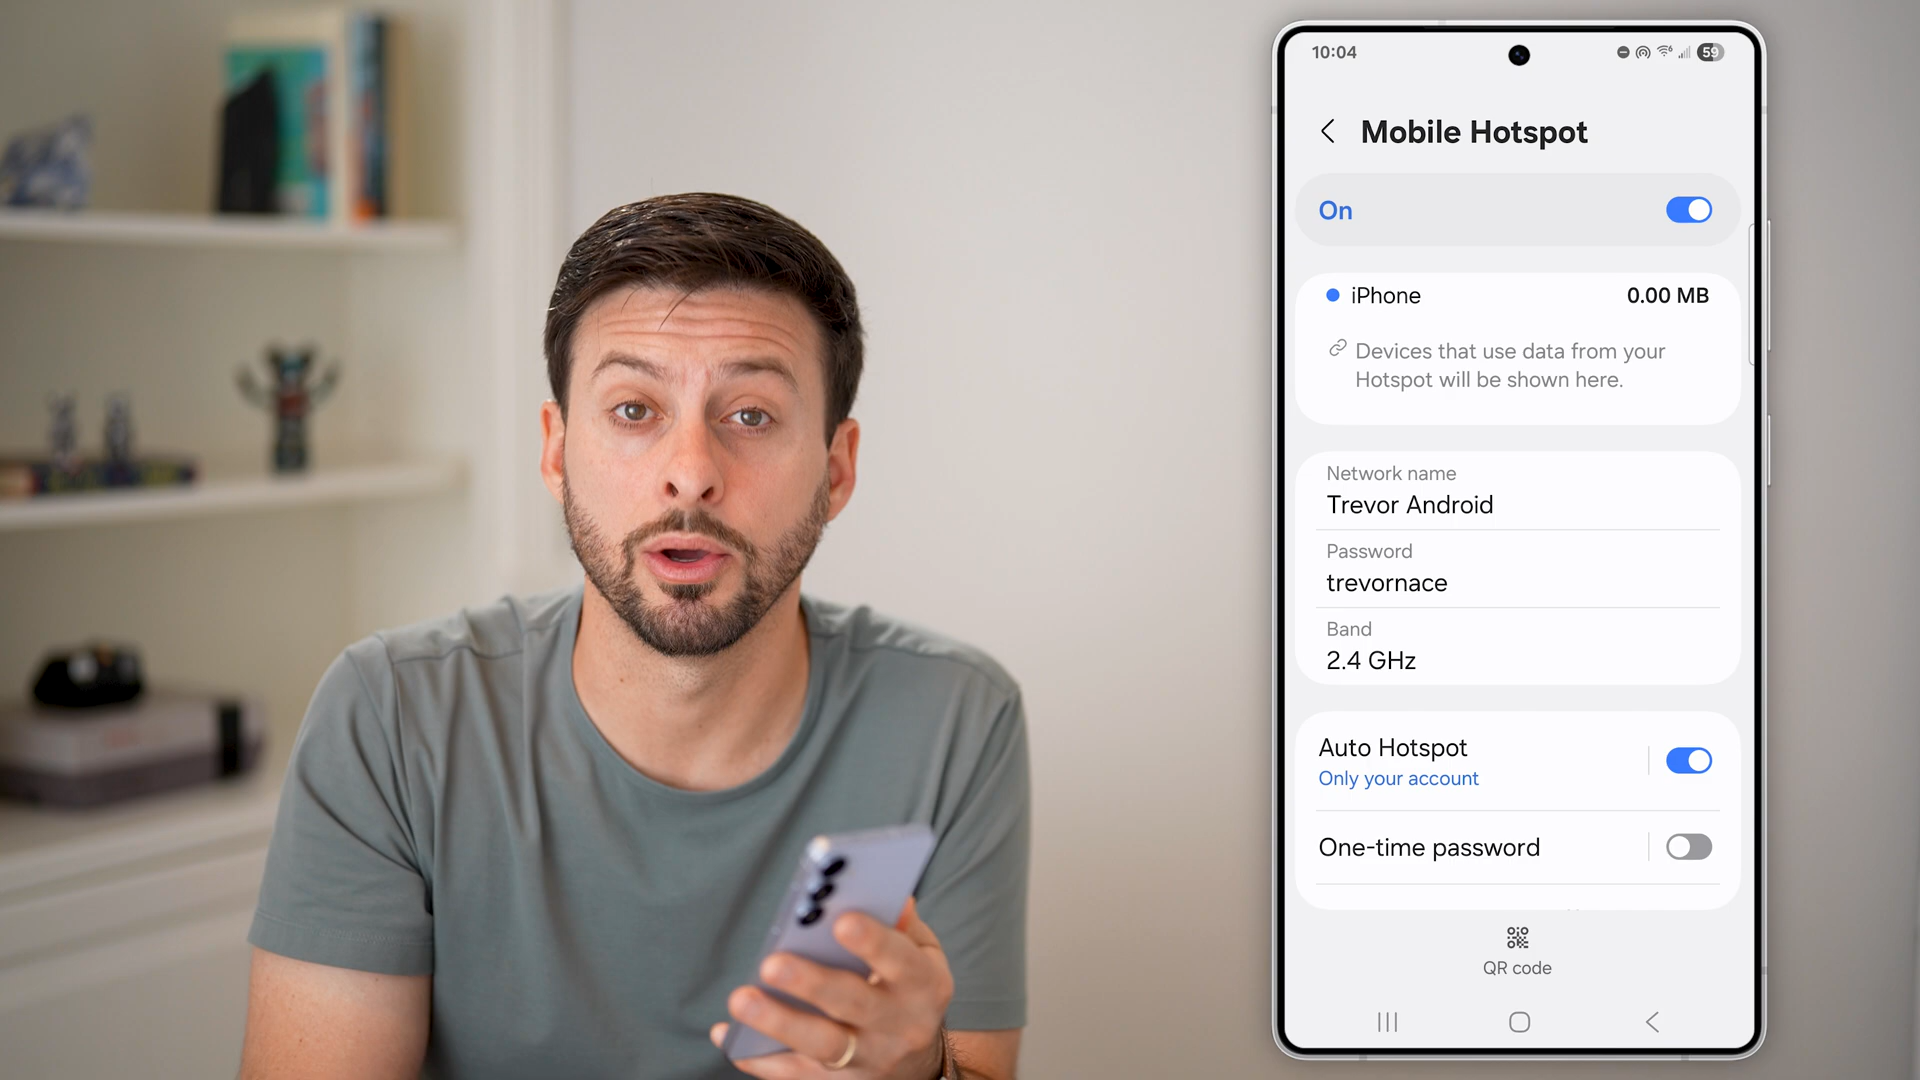 10:04
59
Mobile Hotspot
On
iPhone 0.00 MB
Devices that use data from your
Hotspot will be shown here.
Network name
Trevor Android
Password
trevornace
Band
2.4 GHz
Auto Hotspot
Only your account
One-time password
QR code